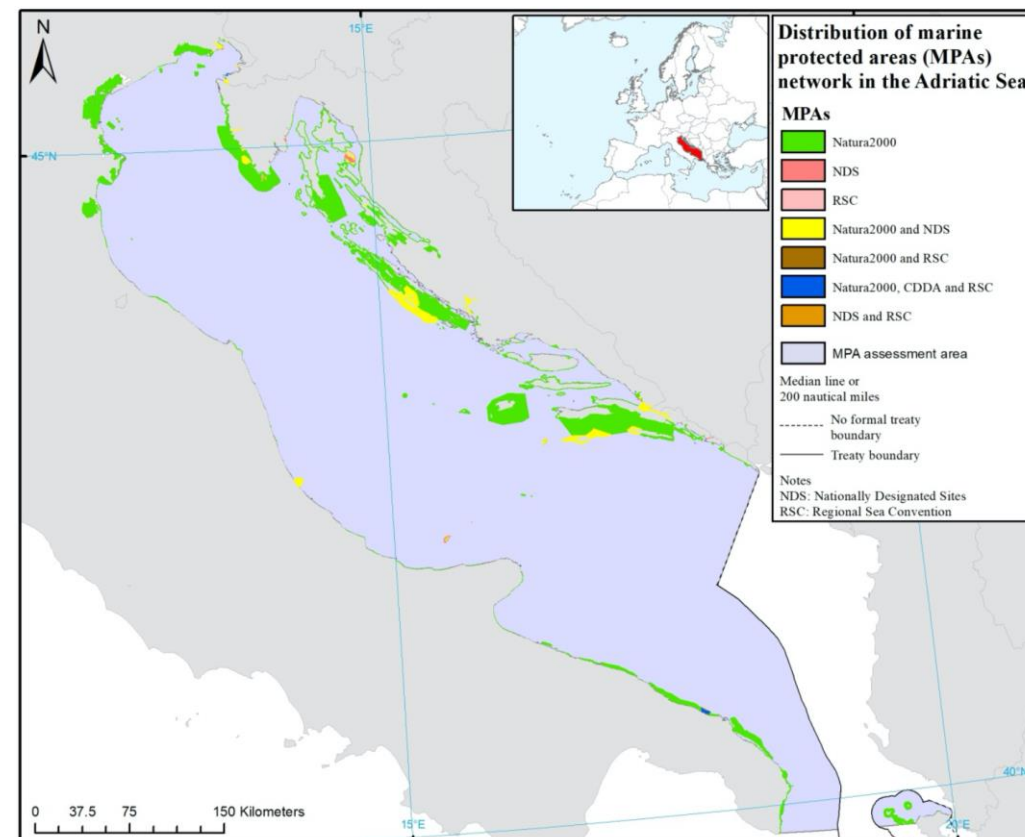 N
15°E
45°N
Distribution of marine
protected areas (MPAs)
network in the Adriatic Sea
MPAs
Natura2000
NDS
RSC
Natura2000 and NDS
Natura2000 and RSC
Natura2000, CDDA and RSC
NDS and RSC
MPA assessment area
Median line or
200 nautical miles
No formal treaty
boundary
Treaty boundary
Notes
NDS: Nationally Designated Sites
RSC: Regional Sea Convention
40°N
0 37.5 75 150 Kilometers
15°E
20°E